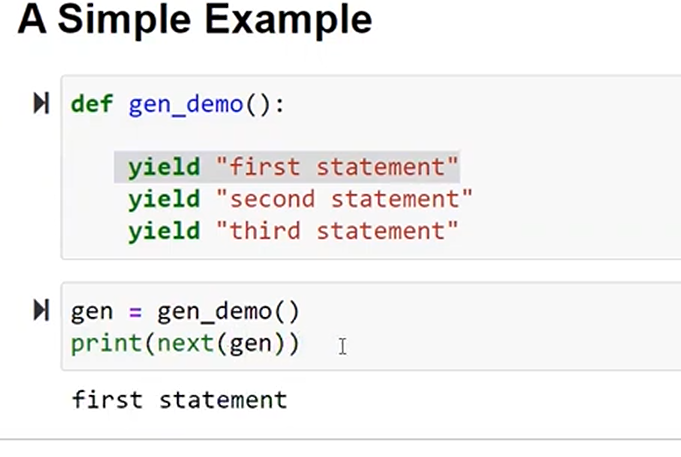 A Simple Example
def gen_demo():
yield "first statement"
yield "second statement"
yield "third statement"
gen = gen_demo()
print(next(gen))
first statement